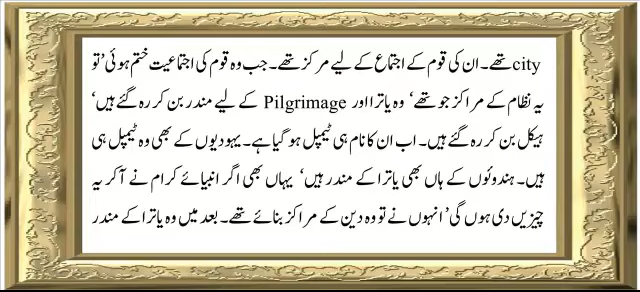 city تھے۔ ان کی قوم کے اجتماع کے لیے مرکز تھے۔ جب وہ قوم کی اجتماعیت ختم ہوئی‘ تو
یہ نظام کے مراکز جو تھے‘ وہ یاترا اور Pilgrimage کے لیے مندر بن کر رہ گئے ہیں‘
ہیکل بن کر رہ گئے ہیں۔ اب ان کا نام ہی ٹیمپل ہو گیا ہے۔ یہودیوں کے بھی وہ ٹیمپل ہی
ہیں۔ ہندوئوں کے ہاں بھی یاترا کے مندر ہیں‘ یہاں بھی اگر انبیائے کرام نے آکر یہ
چیزیں دی ہوں گی‘ انہوں نے تو وہ دین کے مراکز بنائے تھے۔ بعد میں وہ یاترا کے مندر